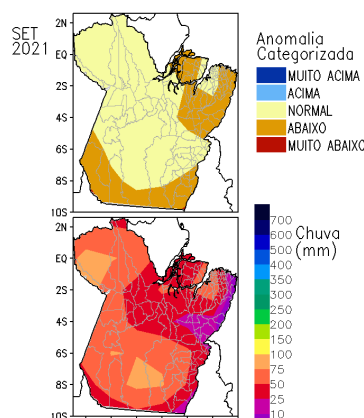 SET
2021
2N
EQ
2S
4S
6S
8S
10S
Anomalia
Categorizada
MUITO ACIMA
ACIMA
NORMAL
ABAIXO
MUITO ABAIXO
2N
EQ
2S
4S
6S
8S
10S
Chuva
(mm)
700
600
500
400
350
300
250
200
150
100
75
50
25
10